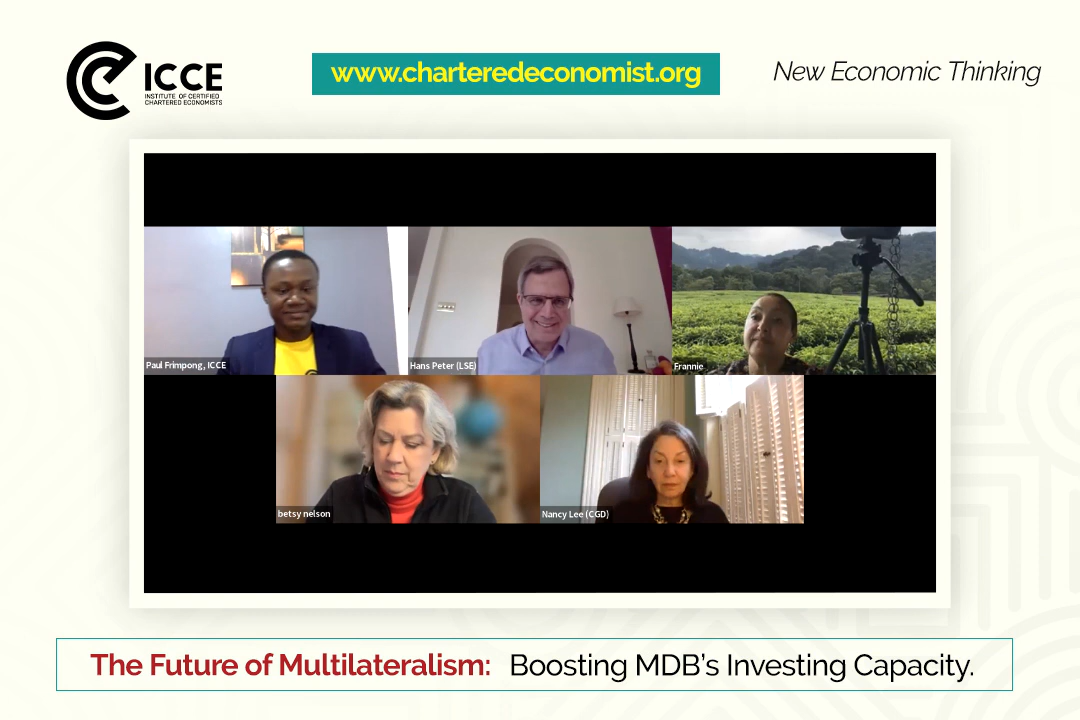 ICCE
INSTITUTE OF CERTIFIED
CHARTERED ECONOMISTS
www.charteredeconomist.org
New Economic Thinking
Paul Frimpong, ICCE
Hans Peter (LSE)
Frannie
betsy nelson
Nancy Lee (CGD)
The Future of Multilateralism: Boosting MDB's Investing Capacity.